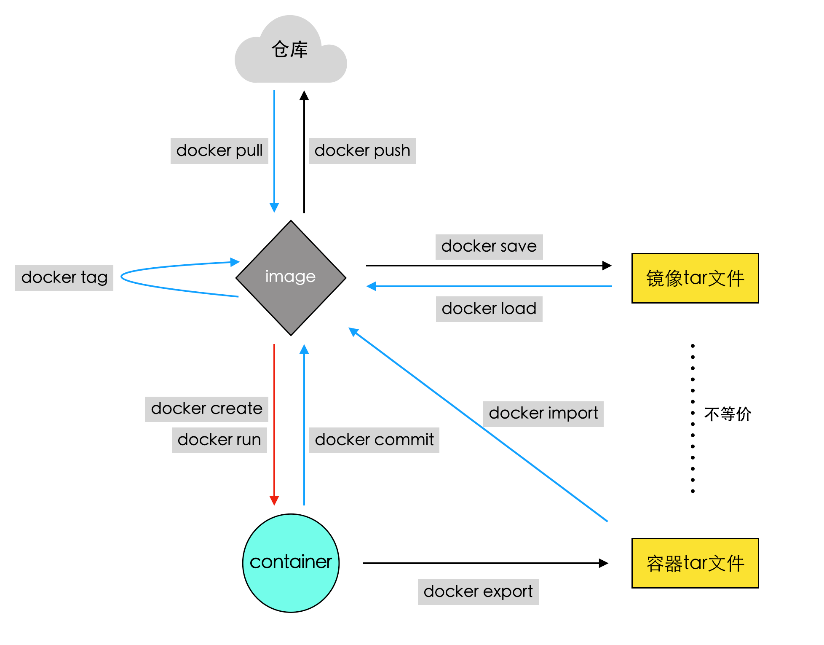 仓库
docker pull
docker push
docker save
docker tag
image
镜像tar文件
docker load
docker create
docker import
不等价
docker run
docker commit
container
容器tar文件
docker export